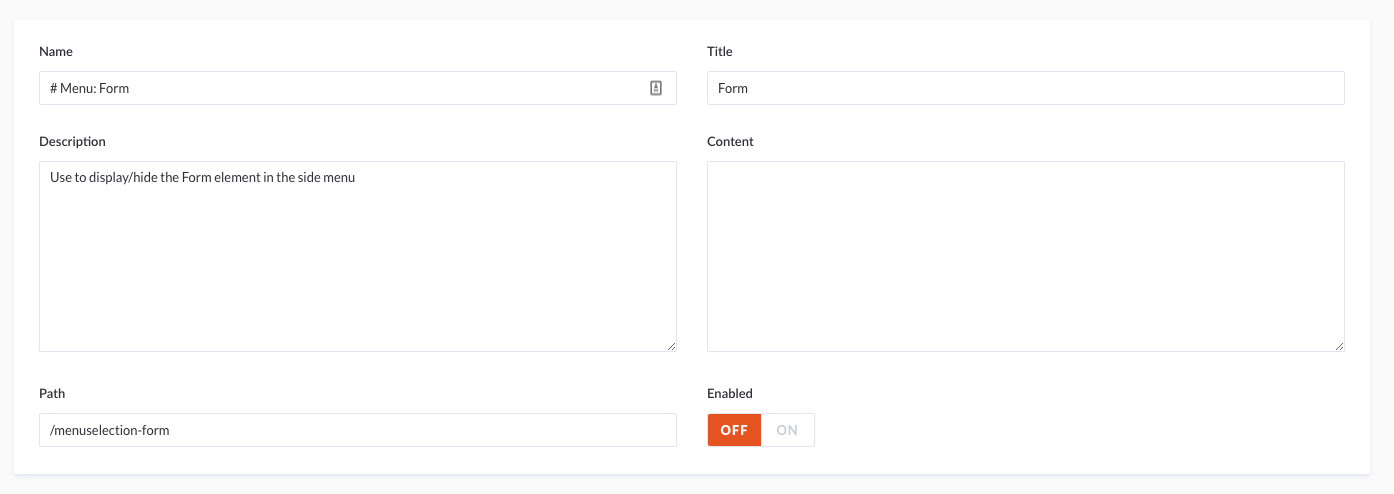 Name
Title
# Menu: Form
Form
Description
Content
Use to display/hide the Form element in the side menu
Path
Enabled
/menuselection-form
OFF ON